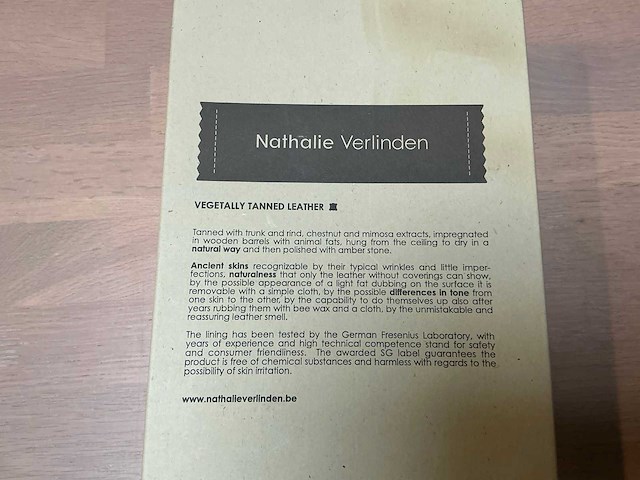 Nathalie Verlinden
VEGETALLY TANNED LEATHER
Tanned with trunk and rind, chestnut and mimosa extracts, impregnated
in wooden barrels with animal fats, hung from the ceiling to dry in a
natural way and then polished with amber stone.
Ancient skins recognizable by their typical wrinkles and little imper-
fections, naturalness that only the leather without coverings can show,
by the possible appearance of a light fat dubbing on the surface it is
removable with a simple cloth, by the possible differences in tone from
one skin to the other, by the capability to do themselves up also after
years rubbing them with bee wax and a cloth, by the unmistakable and
reassuring leather smell.
The lining has been tested by the German Fresenius Laboratory, with
years of experience and high technical competence stand for safety
and consumer friendliness. The awarded SG label guarantees the
product is free of chemical substances and harmless with regards to the
possibility of skin irritation.
www.nathalieverlinden.be